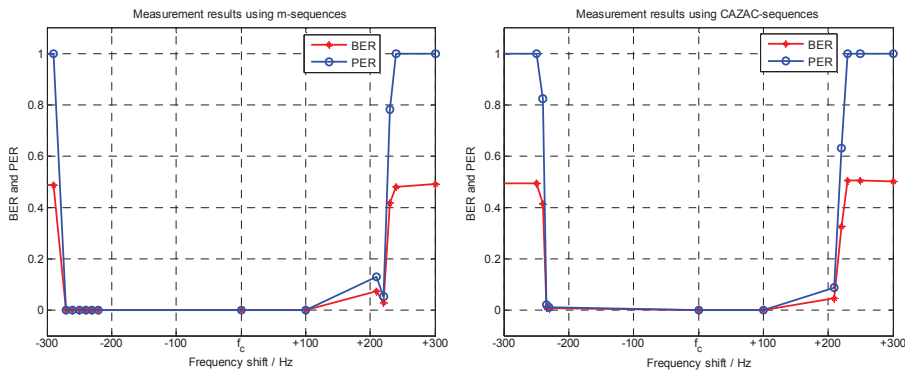 Measurement results using m-sequences
BER
PER
1
0.8
0.6
0.4
0.2
0
BER and PER
-300 -200 -100 fc +100 +200 +300
Frequency shift / Hz
Measurement results using CAZAC-sequences
BER
PER
1
0.8
0.6
0.4
0.2
0
BER and PER
-300 -200 -100 fc +100 +200 +300
Frequency shift / Hz